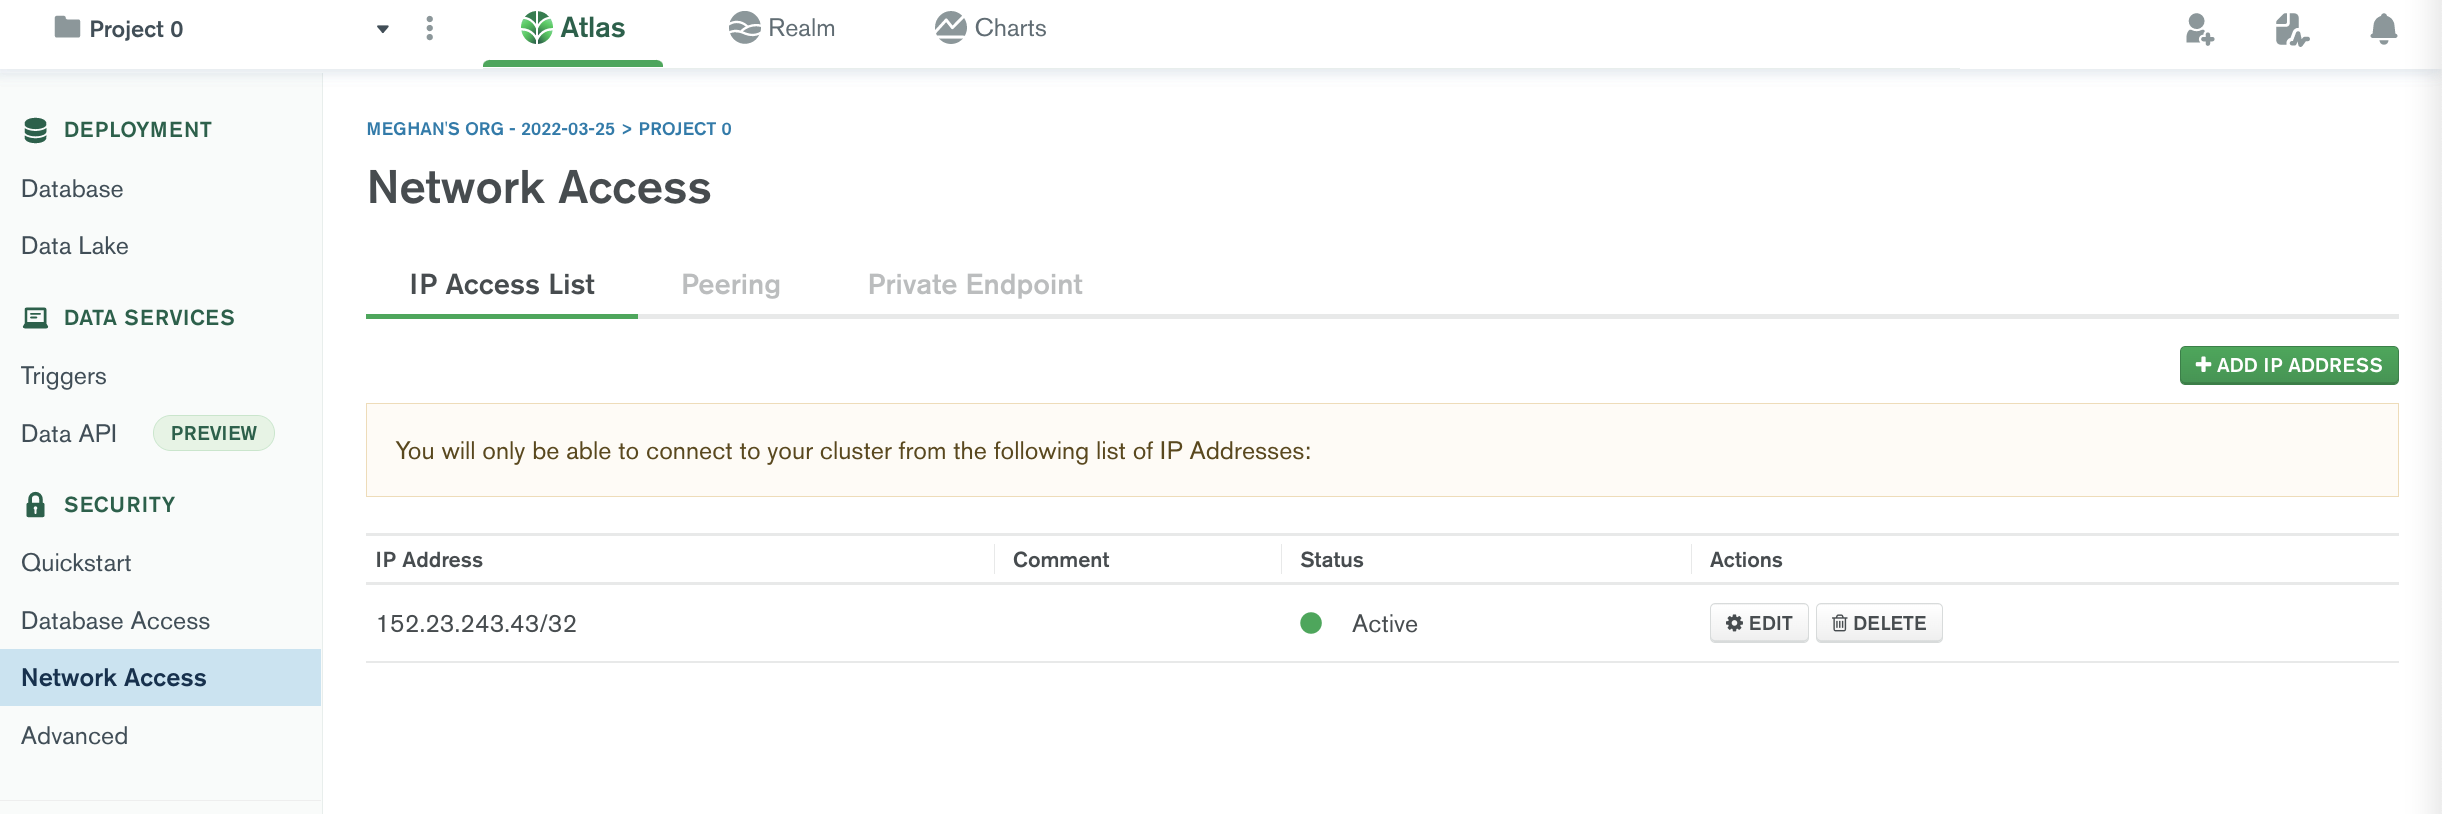 Project 0
Atlas
Realm
Charts
DEPLOYMENT
Database
Data Lake
DATA SERVICES
Triggers
Data API PREVIEW
SECURITY
Quickstart
Database Access
Network Access
Advanced
MEGHAN'S ORG - 2022-03-25 > PROJECT 0
Network Access
IP Access List Peering Private Endpoint
+ ADD IP ADDRESS
You will only be able to connect to your cluster from the following list of IP Addresses:
IP Address Comment Status Actions
152.23.243.43/32 Active EDIT DELETE